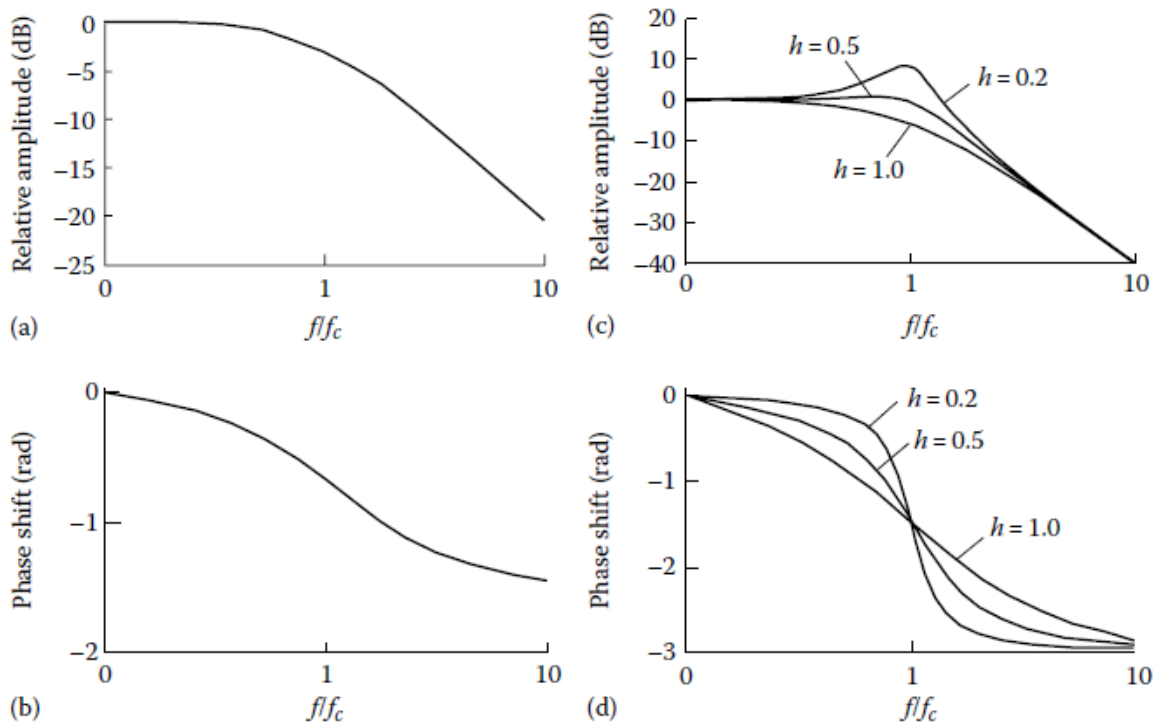 0
−5
−10
−15
−20
−25
Relative amplitude (dB)
0
1
10
f/fc
(a)
20
10
0
−10
−20
−30
−40
Relative amplitude (dB)
h = 0.5
h = 0.2
h = 1.0
0
1
10
f/fc
(c)
0
−1
−2
Phase shift (rad)
0
1
10
f/fc
(b)
0
−1
−2
−3
Phase shift (rad)
h = 0.2
h = 0.5
h = 1.0
0
1
10
f/fc
(d)